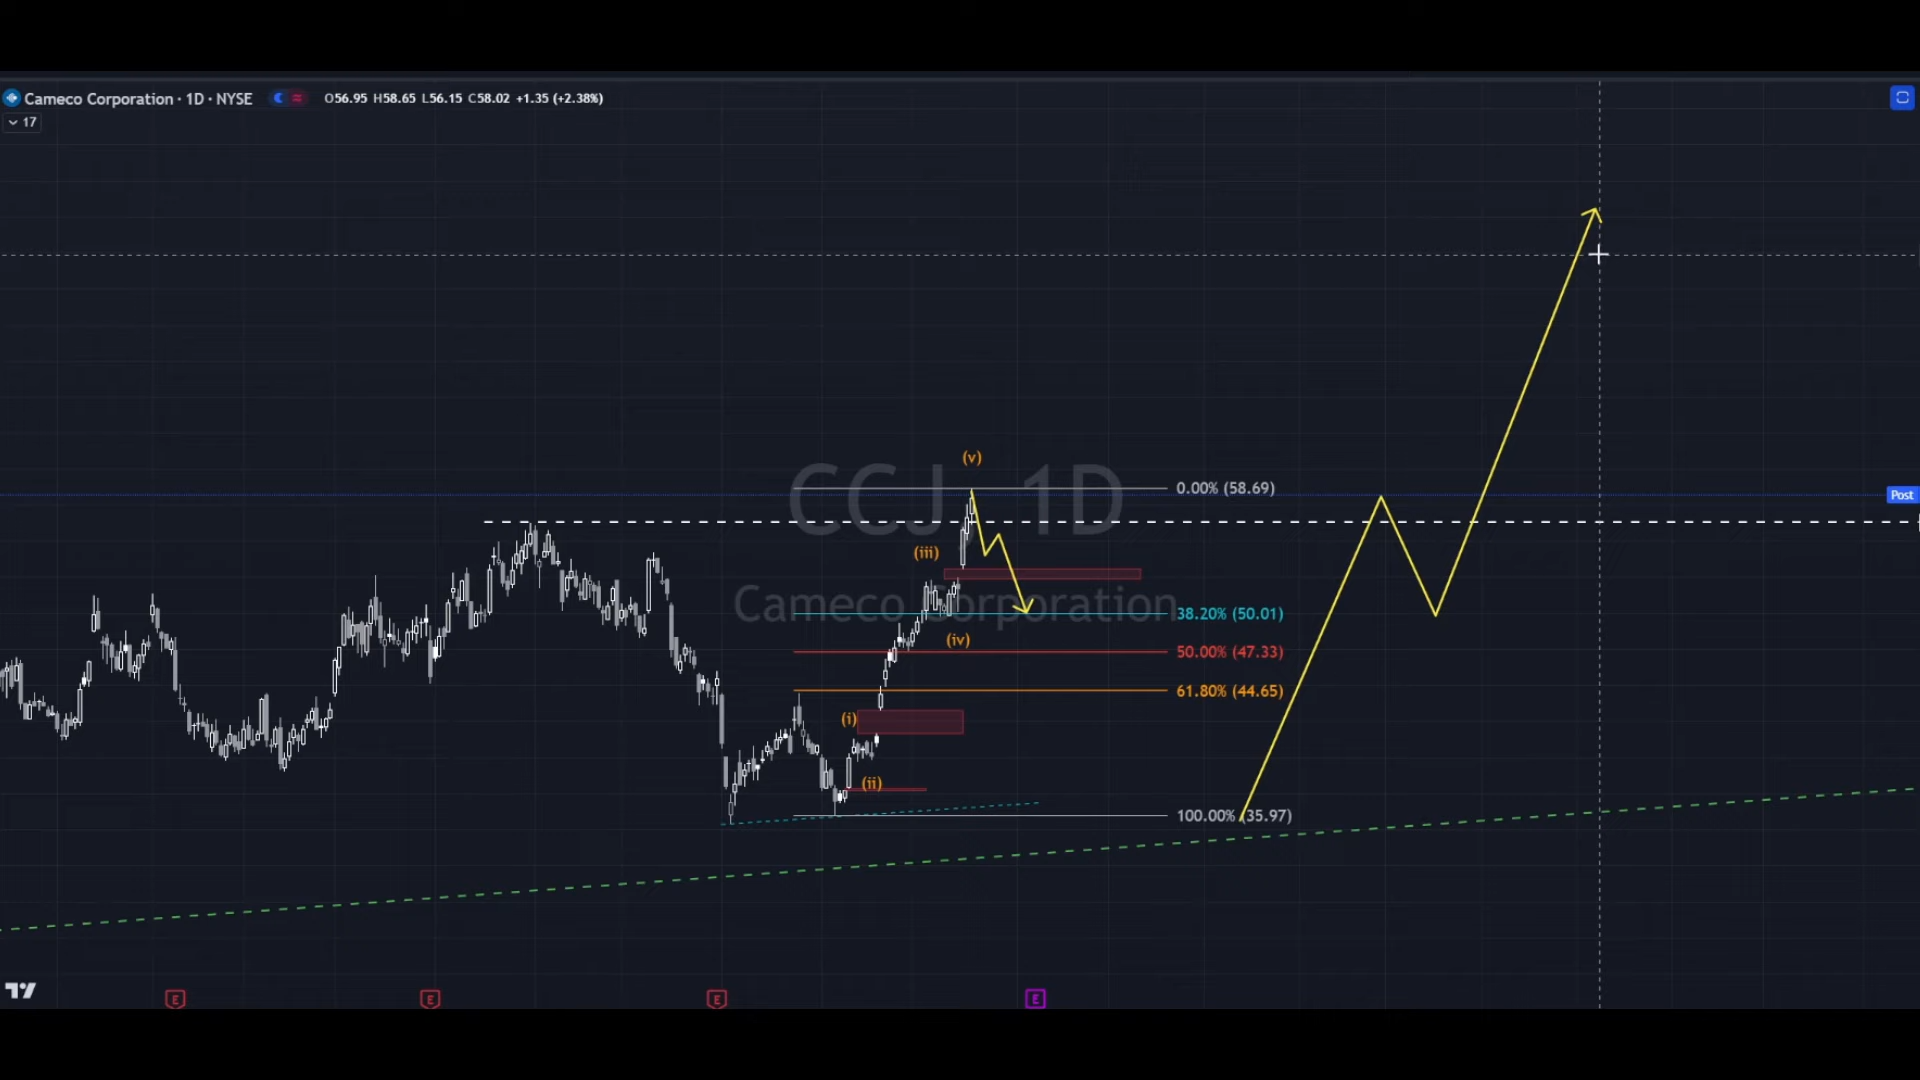 Cameco Corporation · 1D · NYSE O56.95 H58.65 L56.15 C58.02 +1.35 (+2.38%)
17
CCJ, 1D
Cameco Corporation
(v)
0.00% (58.69)
Post
(iii)
38.20% (50.01)
(iv)
50.00% (47.33)
61.80% (44.65)
(i)
(ii)
100.00% (35.97)
E E E E